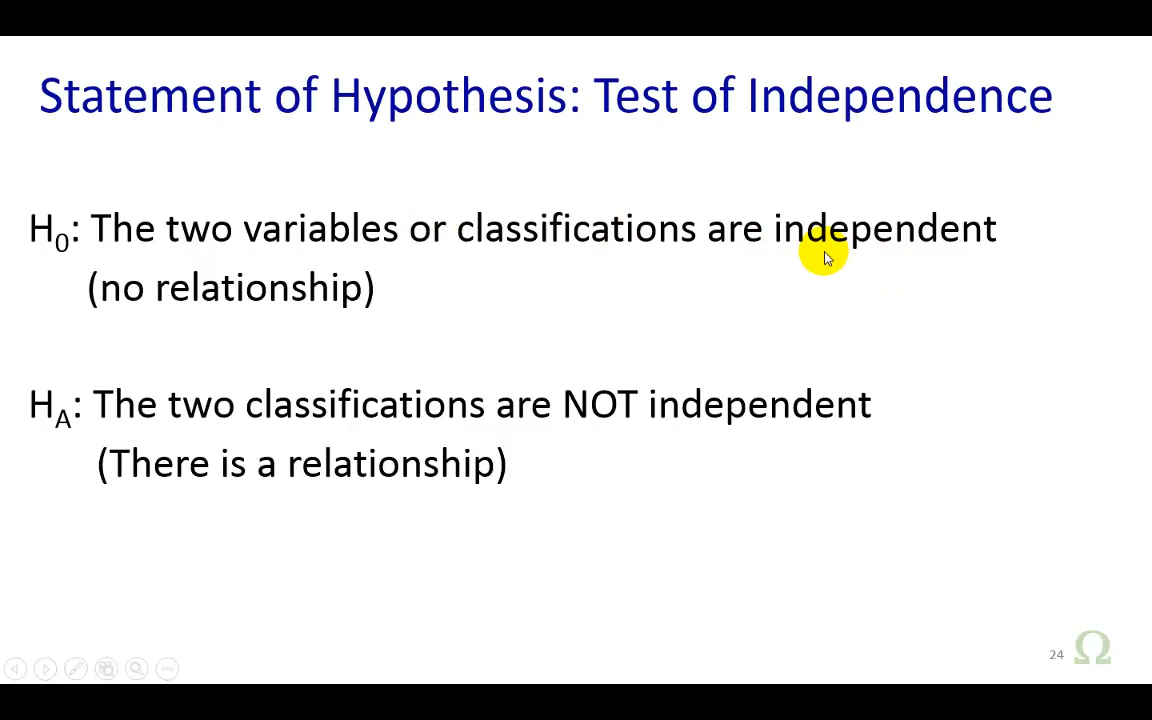 Statement of Hypothesis: Test of Independence
H0: The two variables or classifications are independent
(no relationship)
HA: The two classifications are NOT independent
(There is a relationship)
24 Ω